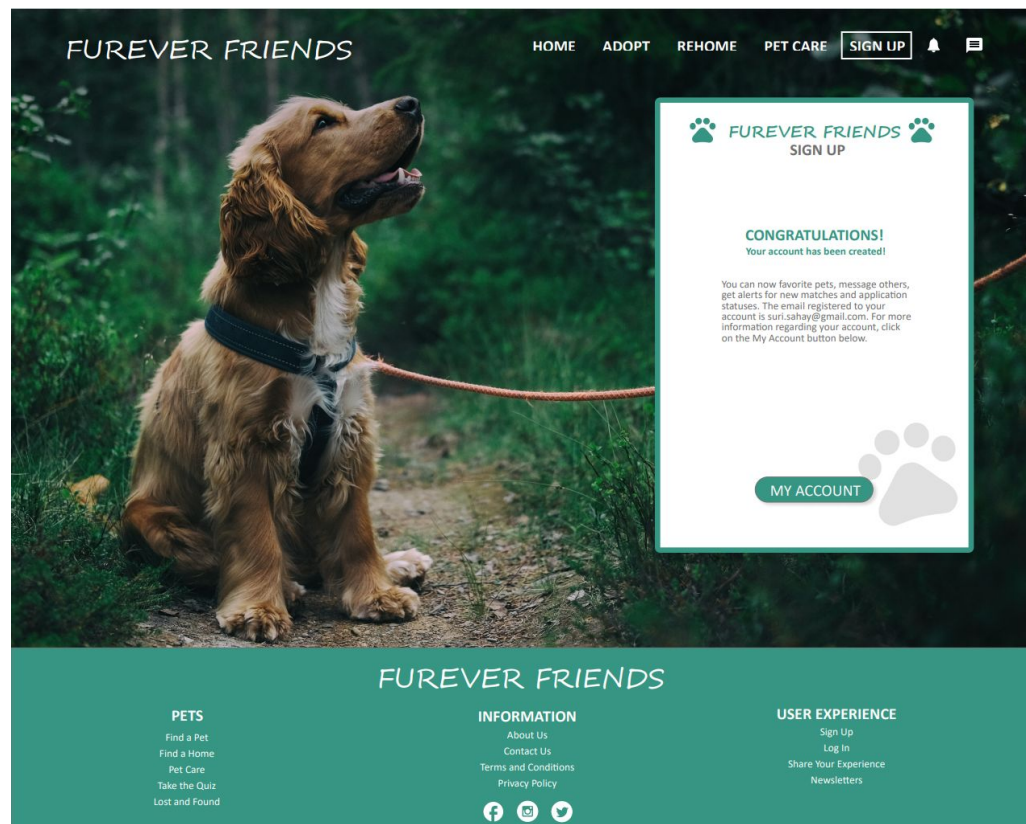 FUREVER FRIENDS
HOME ADOPT REHOME PET CARE SIGN UP
FUREVER FRIENDS
SIGN UP
CONGRATULATIONS!
Your account has been created!
You can now favorite pets, message others,
get alerts for new matches and application
statuses. The email registered to your
account is suri.sahay@gmail.com. For more
information regarding your account, click
on the My Account button below.
MY ACCOUNT
FUREVER FRIENDS
PETS
Find a Pet
Find a Home
Pet Care
Take the Quiz
Lost and Found
INFORMATION
About Us
Contact Us
Terms and Conditions
Privacy Policy
USER EXPERIENCE
Sign Up
Log In
Share Your Experience
Newsletters